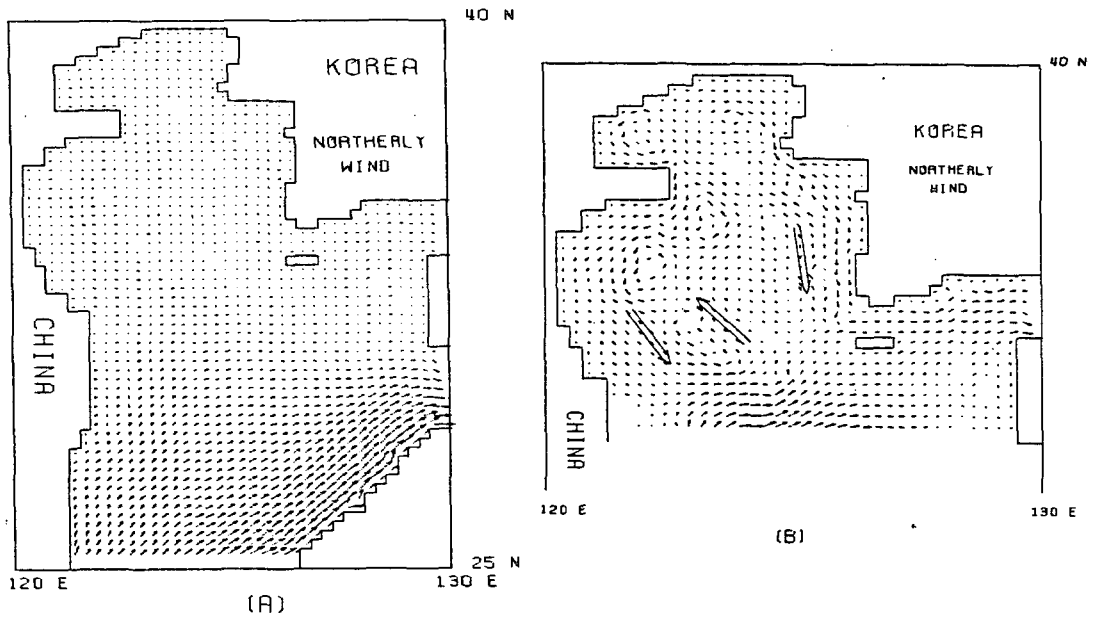 40 N
KOREA
NORTHERLY
WIND
CHINA
25 N
120 E
130 E
(A)
40 N
KOREA
NORTHERLY
WIND
CHINA
120 E
130 E
(B)